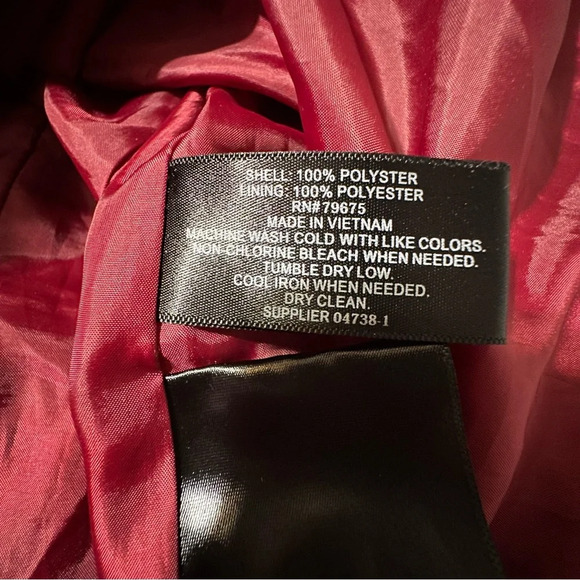 SHELL: 100% POLYSTER
LINING: 100% POLYESTER
RN#79675
MADE IN VIETNAM
MACHINE WASH COLD WITH LIKE COLORS.
NON-CHLORINE BLEACH WHEN NEEDED.
TUMBLE DRY LOW.
COOL IRON WHEN NEEDED.
DRY CLEAN.
SUPPLIER 04738-1